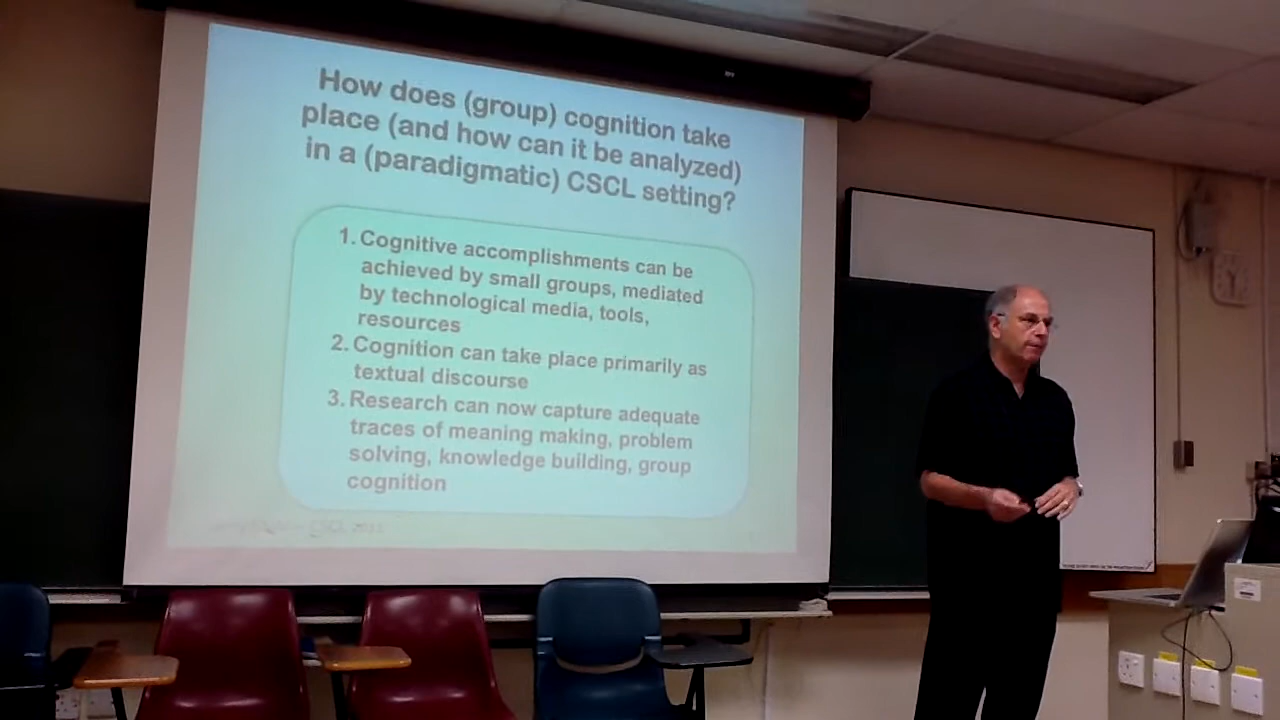 How does (group) cognition take
place (and how can it be analyzed)
in a (paradigmatic) CSCL setting?
1. Cognitive accomplishments can be
achieved by small groups, mediated
by technological media, tools,
resources
2. Cognition can take place primarily as
textual discourse
3. Research can now capture adequate
traces of meaning making, problem
solving, knowledge building, group
cognition